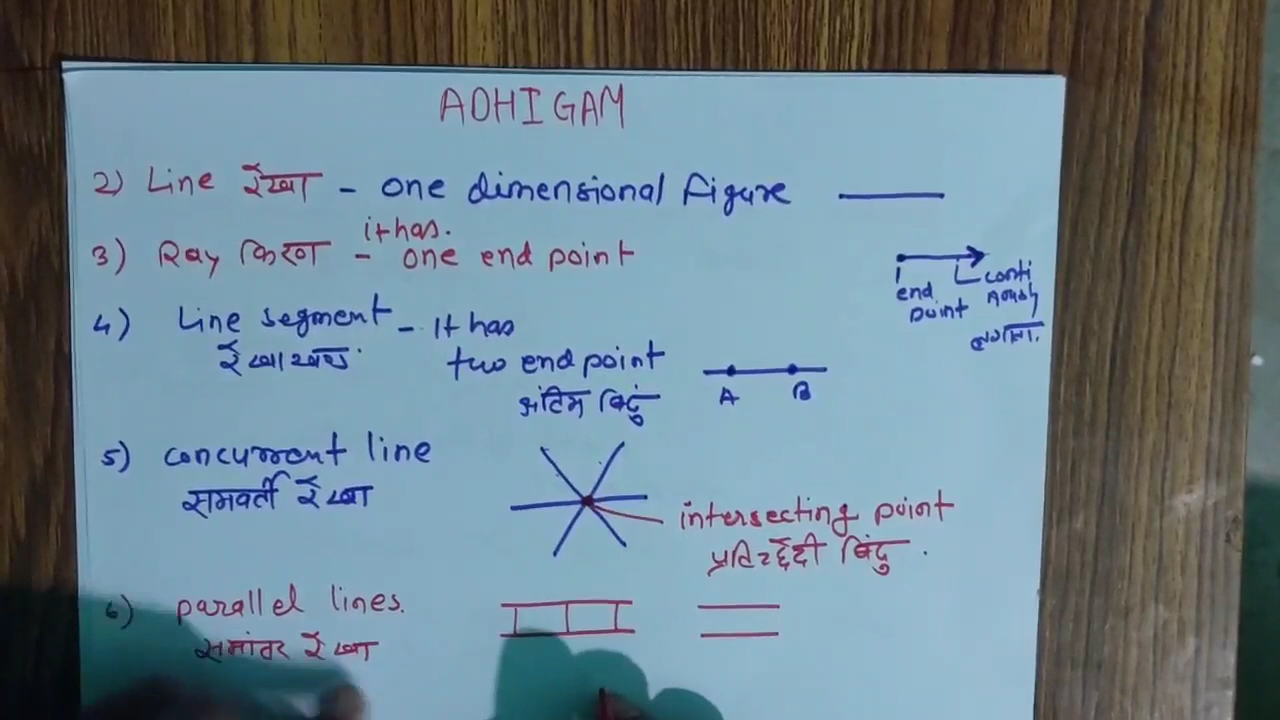 ADHIGAM
2) Line रेखा - one dimensional figure
it has.
3) Ray किरण - one end point
end point
conti
4) Line segment - It has
रेखाखंड
two end point
A B
अंतिम बिंदु
5) concurrent line
समवर्ती रेखा
intersecting point
प्रतिच्छेदी बिंदु.
6) parallel lines.
समांतर रेखा